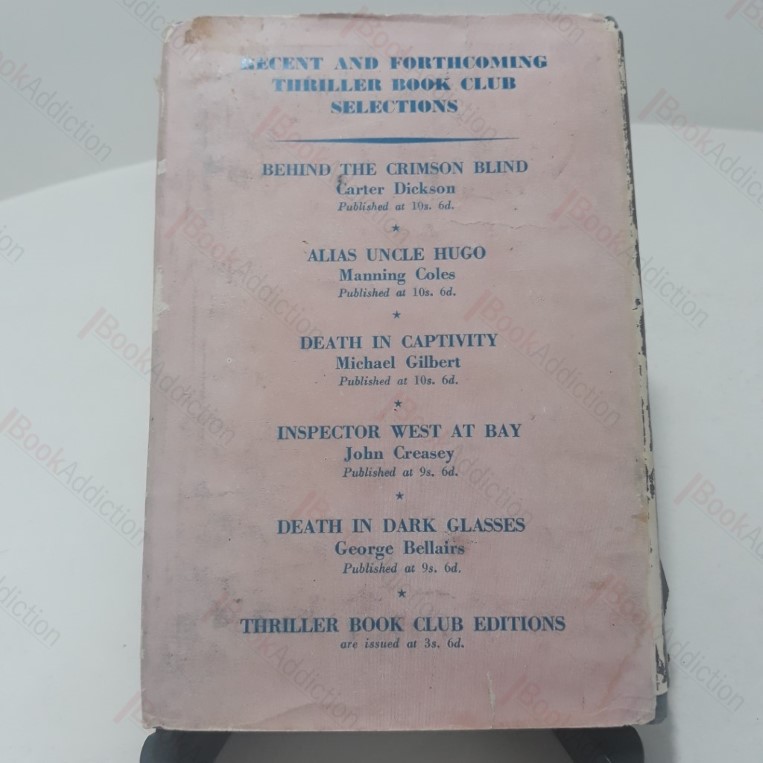 RECENT AND FORTHCOMING
THRILLER BOOK CLUB
SELECTIONS
BEHIND THE CRIMSON BLIND
Carter Dickson
Published at 10s. 6d.
★
ALIAS UNCLE HUGO
Manning Coles
Published at 10s. 6d.
★
DEATH IN CAPTIVITY
Michael Gilbert
Published at 10s. 6d.
★
INSPECTOR WEST AT BAY
John Creasey
Published at 9s. 6d.
★
DEATH IN DARK GLASSES
George Bellairs
Published at 9s. 6d.
★
THRILLER BOOK CLUB EDITIONS
are issued at 3s. 6d.
BookAddiction